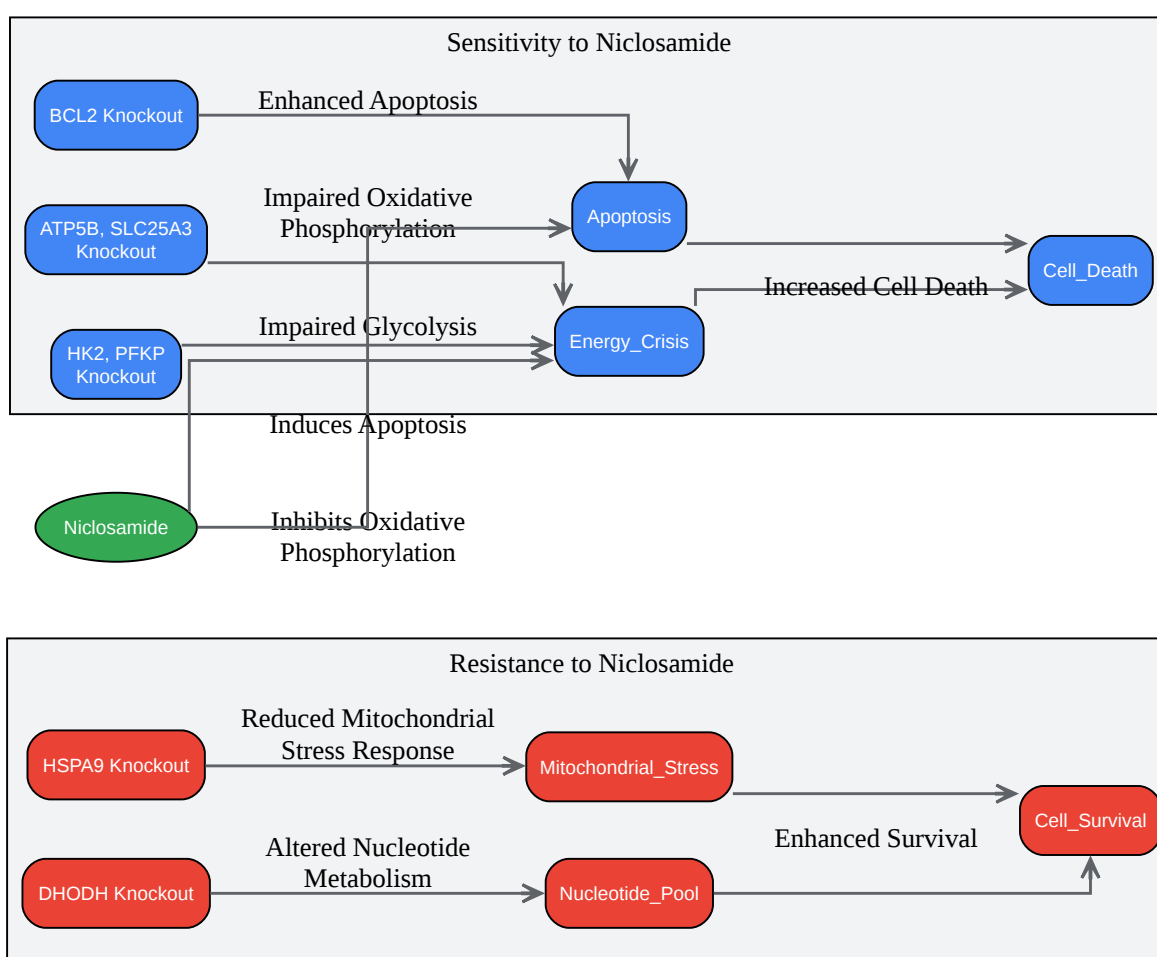 Sensitivity to Niclosamide
BCL2 Knockout
Enhanced Apoptosis
ATP5B, SLC25A3
Knockout
Impaired Oxidative
Phosphorylation
Apoptosis
Cell_Death
Increased Cell Death
HK2, PFKP
Knockout
Impaired Glycolysis
Energy_Crisis
Induces Apoptosis
Niclosamide
Inhibits Oxidative
Phosphorylation
Resistance to Niclosamide
HSPA9 Knockout
Reduced Mitochondrial
Stress Response
Mitochondrial_Stress
Cell_Survival
Enhanced Survival
DHODH Knockout
Altered Nucleotide
Metabolism
Nucleotide_Pool